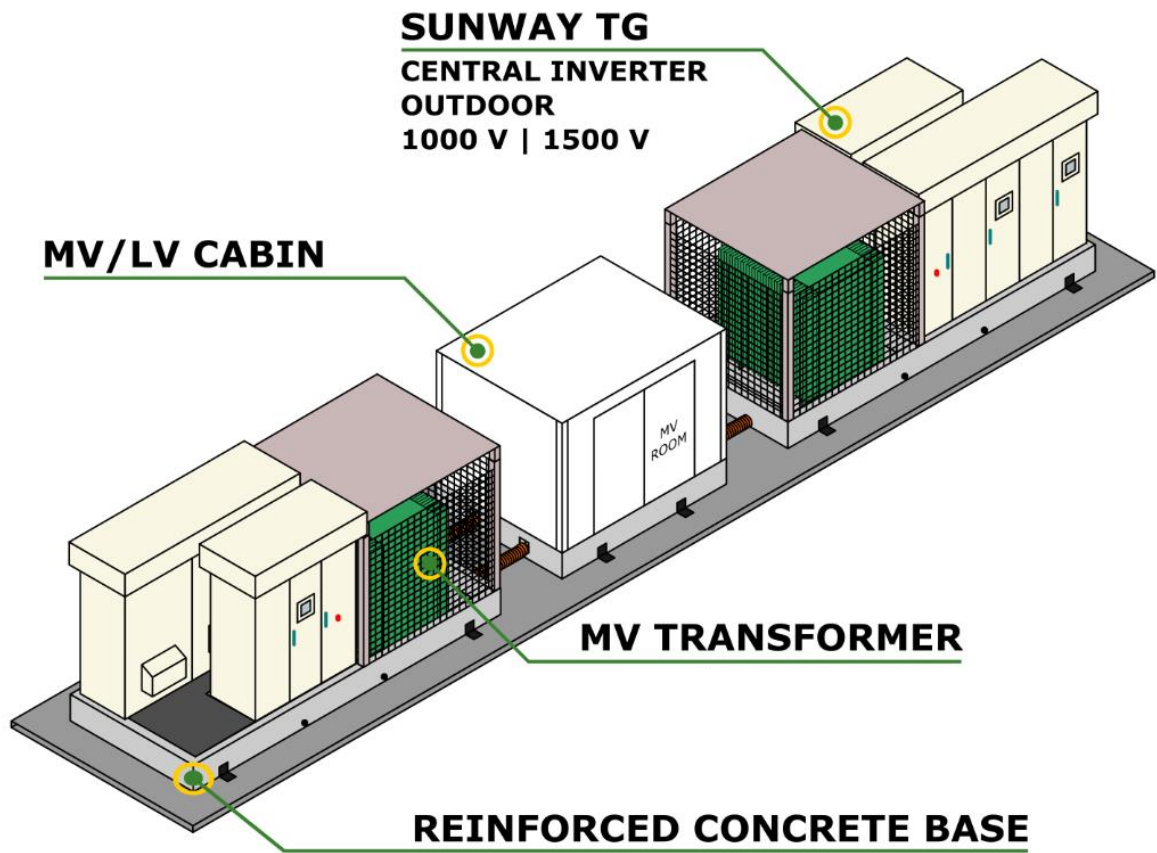 SUNWAY TG
CENTRAL INVERTER
OUTDOOR
1000 V | 1500 V
MV/LV CABIN
MV
ROOM
MV TRANSFORMER
REINFORCED CONCRETE BASE